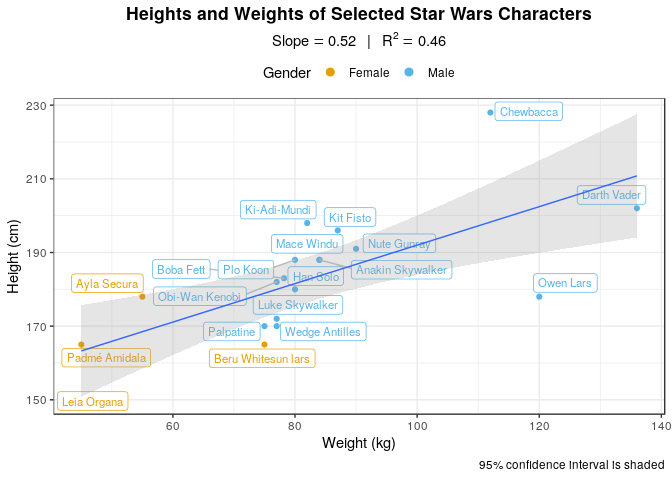 Heights and Weights of Selected Star Wars Characters
Slope = 0.52 | R² = 0.46
Gender Female Male
Height (cm)
230
210
190
170
150
Chewbacca
Darth Vader
Ki-Adi-Mundi
Kit Fisto
Mace Windu
Nute Gunray
Boba Fett
Plo Koon
Han Solo
Anakin Skywalker
Ayla Secura
Obi-Wan Kenobi
Owen Lars
Luke Skywalker
Palpatine
Wedge Antilles
Padmé Amidala
Beru Whitesun lars
Leia Organa
60 80 100 120 140
Weight (kg)
95% confidence interval is shaded